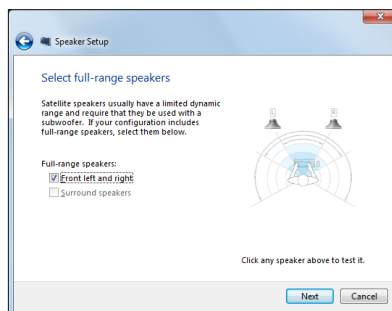 Speaker Setup
Select full-range speakers
Satellite speakers usually have a limited dynamic
range and require that they be used with a
subwoofer. If your configuration includes
full-range speakers, select them below.
Full-range speakers:
Front left and right
Surround speakers
L R
Click any speaker above to test it.
Next Cancel